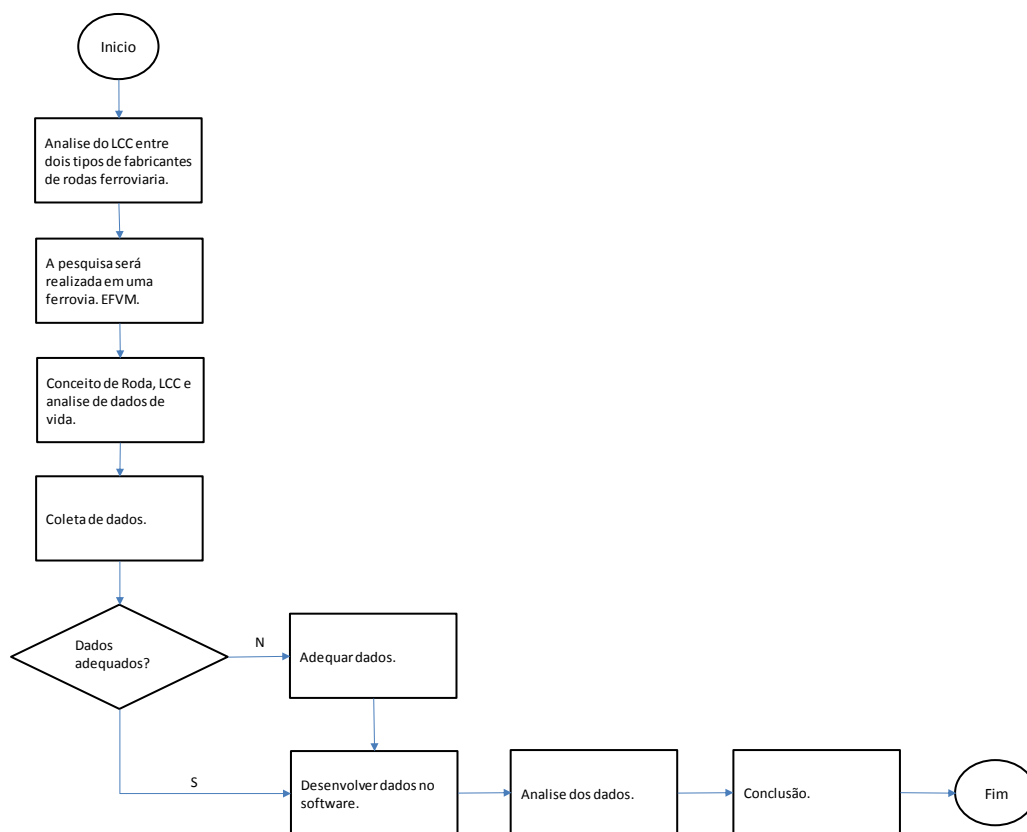 Inicio
Analise do LCC entre
dois tipos de fabricantes
de rodas ferroviaria.
A pesquisa será
realizada em uma
ferrovia. EFVM.
Conceito de Roda, LCC e
analise de dados de
vida.
Coleta de dados.
Dados
adequados?
N
Adequar dados.
S
Desenvolver dados no
software.
Analise dos dados.
Conclusão.
Fim